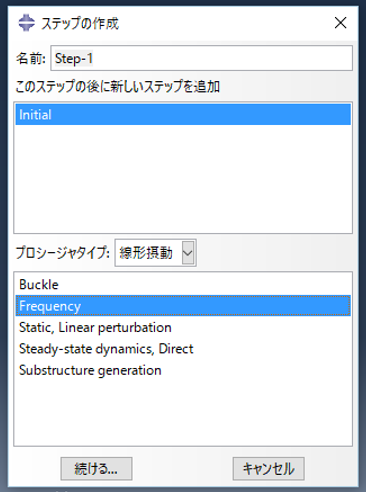 ステップの作成
名前: Step-1
このステップの後に新しいステップを追加
Initial
プロシージャタイプ: 線形摂動
Buckle
Frequency
Static, Linear perturbation
Steady-state dynamics, Direct
Substructure generation
続ける... キャンセル